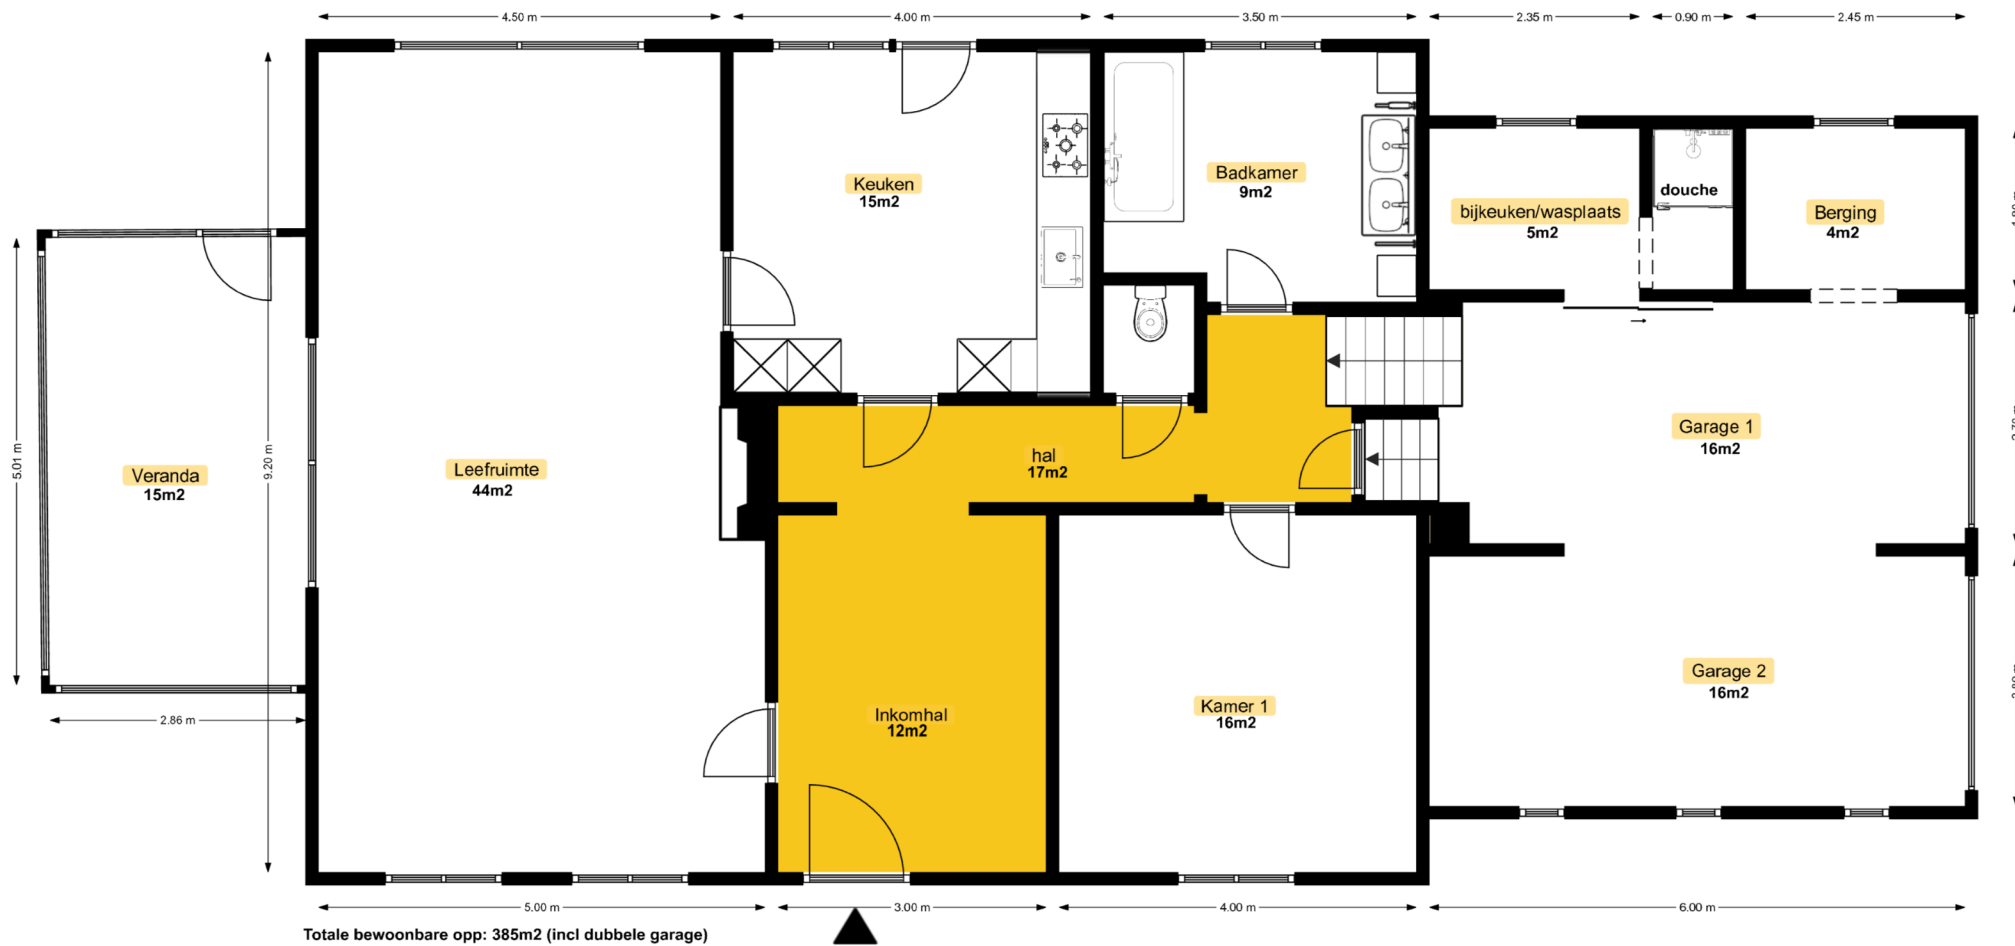 4.50 m
4.00 m
3.50 m
2.35 m
0.90 m
2.45 m
Keuken
15m2
Badkamer
9m2
douche
bijkeuken/wasplaats
5m2
Berging
4m2
5.01 m
9.20 m
Veranda
15m2
Leefruimte
44m2
hal
17m2
Garage 1
16m2
Garage 2
16m2
Kamer 1
16m2
Inkomhal
12m2
2.86 m
5.00 m
3.00 m
4.00 m
6.00 m
Totale bewoonbare opp: 385m2 (incl dubbele garage)